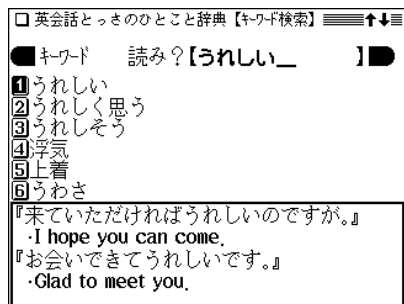 英会話とっさのひとこと辞典【キーワード検索】
キーワード 読み?【うれしい_ 】
1うれしい
2うれしく思う
3うれしそう
4浮気
5上着
6うわさ
『来ていただければうれしいのですが。』
·I hope you can come.
『お会いできてうれしいです。』
·Glad to meet you.